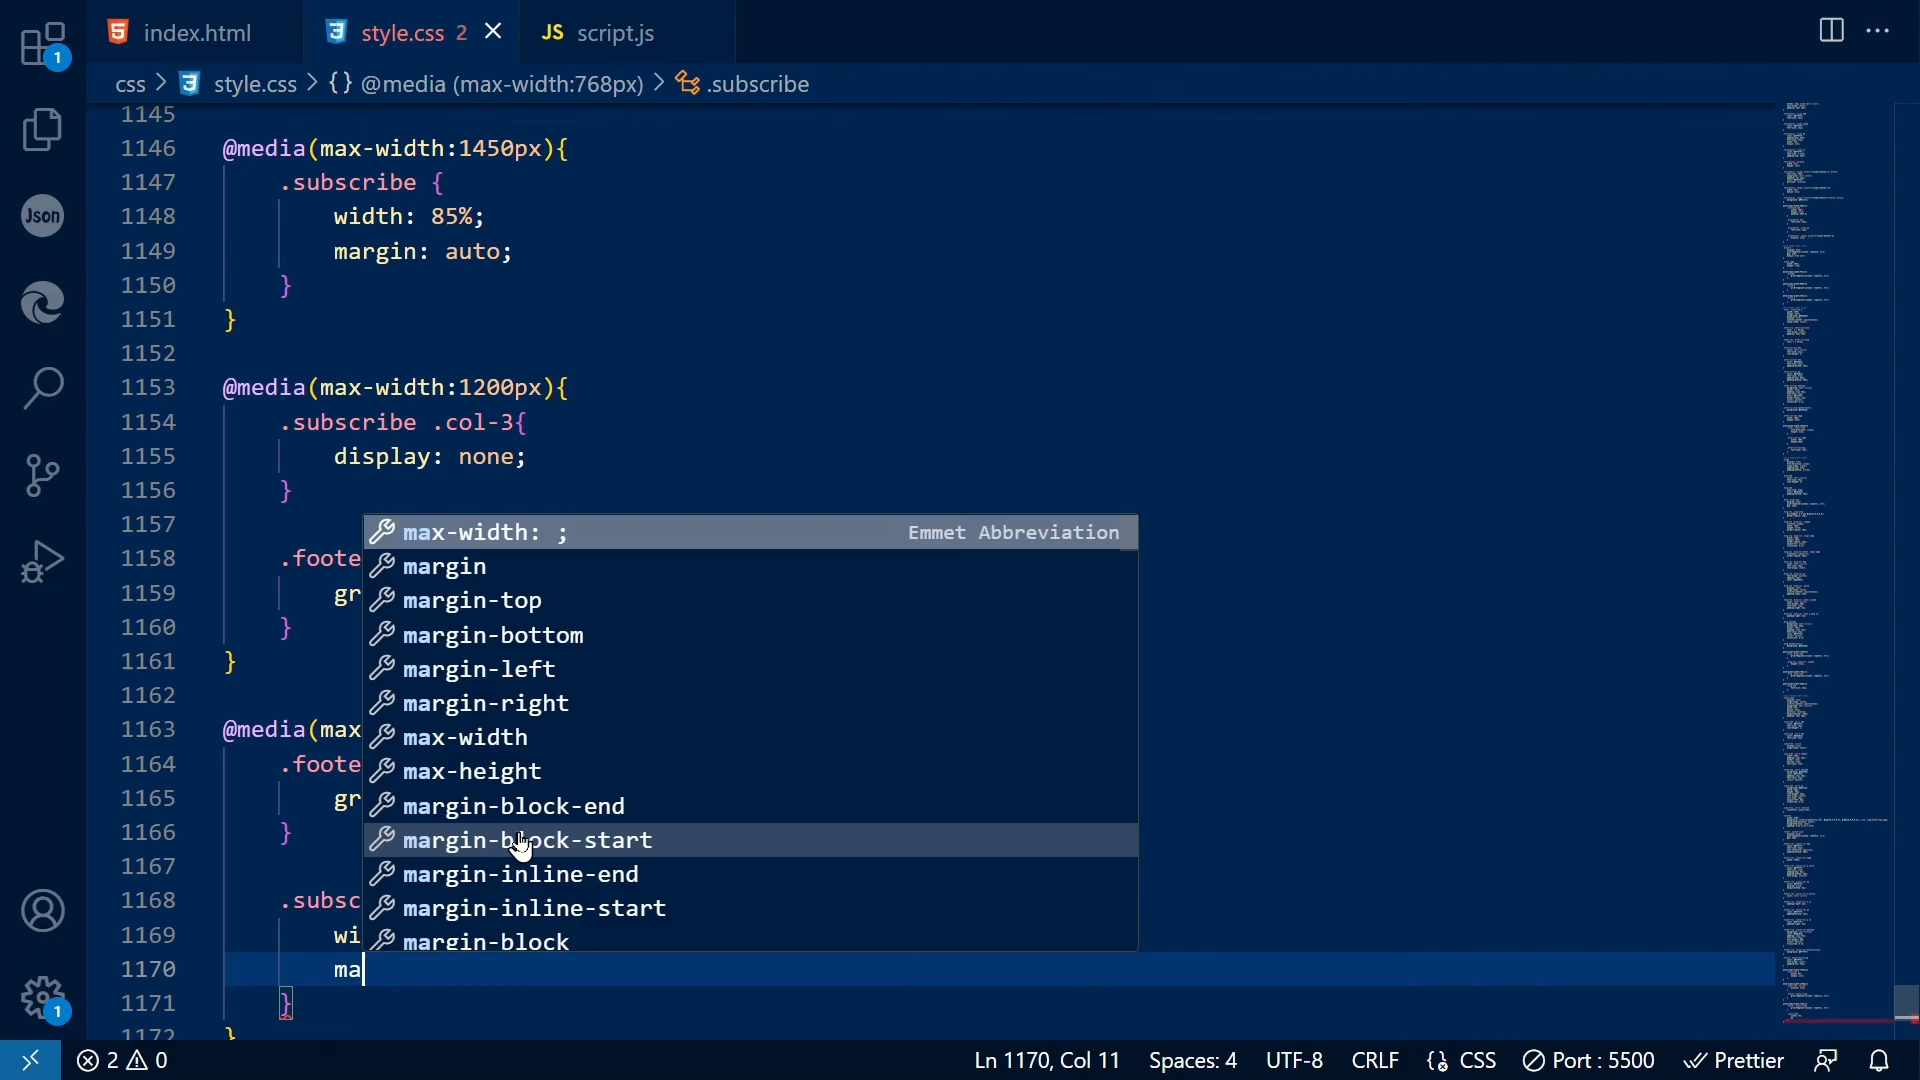 index.html
style.css 2
JS script.js
1
css > style.css > {} @media (max-width:768px) > .subscribe
Json
1145
1146 @media(max-width:1450px){
1147 .subscribe {
1148 width: 85%;
1149 margin: auto;
1150 }
1151 }
1152
1153 @media(max-width:1200px){
1154 .subscribe .col-3{
1155 display: none;
1156 }
1157
1158 .foote
1159 gr
1160 }
1161 }
1162
1163 @media(max
1164 .foote
1165 gr
1166 }
1167
1168 .subsc
1169 wi
1170 ma
1171 }
1172 }
max-width: ; Emmet Abbreviation
margin
margin-top
margin-bottom
margin-left
margin-right
max-width
max-height
margin-block-end
margin-block-start
margin-inline-end
margin-inline-start
margin-block
1
2 0
Ln 1170, Col 11
Spaces: 4
UTF-8
CRLF
{} CSS
Port : 5500
Prettier